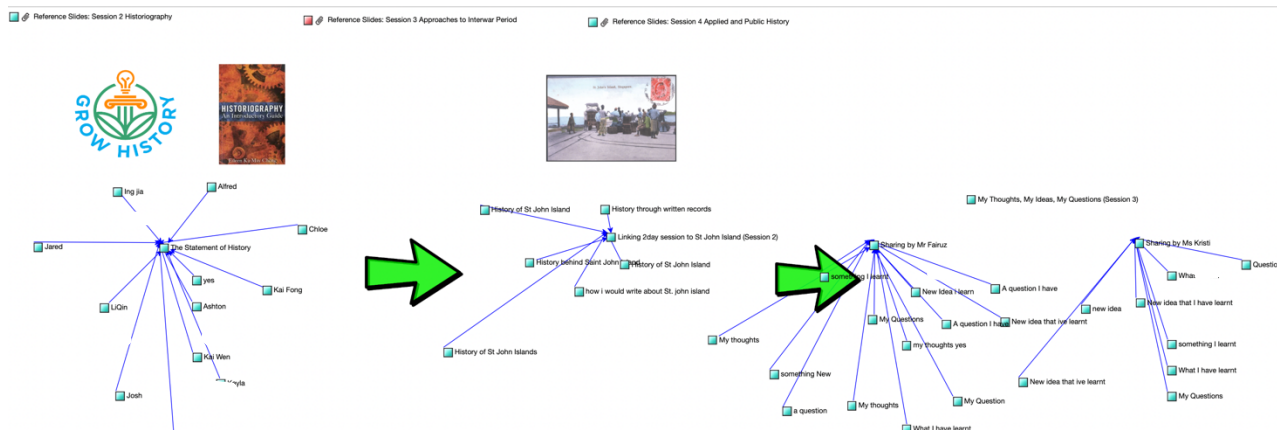 Reference Slides: Session 2 Historiography
Reference Slides: Session 3 Approaches to Interwar Period
Reference Slides: Session 4 Applied and Public History
GROW HISTORY
HISTORIOGRAPHY
An Introductory Guide
Ing jia
Alfred
Chloe
Jared
The Statement of History
yes
Kai Fong
LiQin
Ashton
Kai Wen
Josh
History of St John Island
History through written records
Linking 2day session to St John Island (Session 2)
History behind Saint John
History of St John Island
how i would write about St. john island
History of St John Islands
My Thoughts, My Ideas, My Questions (Session 3)
Sharing by Mr Fairuz
something I learnt
New Idea i learn
A question I have
My Questions
A question I have
New idea that ive learnt
My thoughts
my thoughts yes
something New
a question
My thoughts
My Question
What I have learnt
Sharing by Ms Kristi
Questio
new idea
New idea that I have learnt
something I learnt
What I have learnt
New idea that ive learnt
My Questions